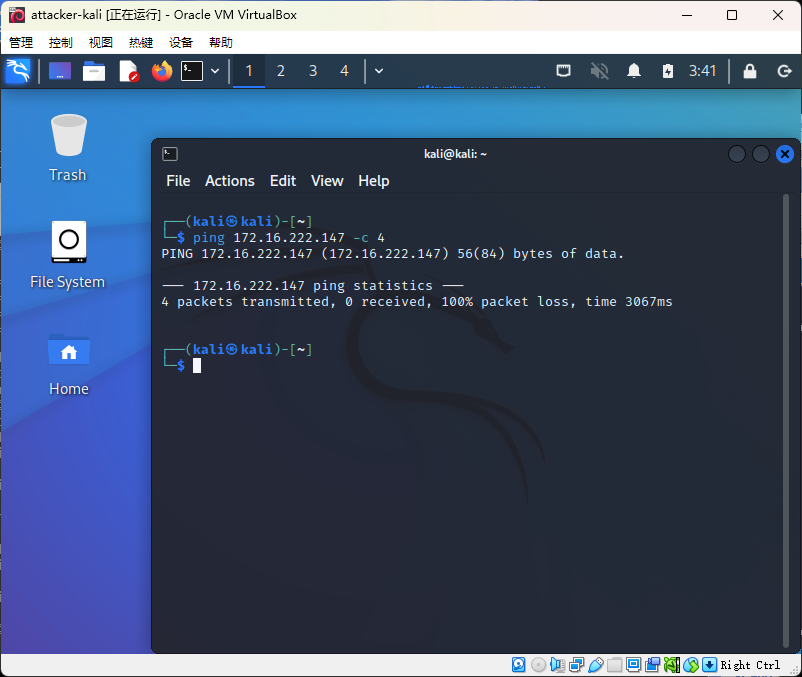 attacker-kali [正在运行] - Oracle VM VirtualBox
管理 控制 视图 热键 设备 帮助
1 2 3 4 3:41
Trash
File System
Home
kali@kali: ~
File Actions Edit View Help
┌──(kali㉿kali)-[~]
└─$ ping 172.16.222.147 -c 4
PING 172.16.222.147 (172.16.222.147) 56(84) bytes of data.
─── 172.16.222.147 ping statistics ───
4 packets transmitted, 0 received, 100% packet loss, time 3067ms
┌──(kali㉿kali)-[~]
└─$
Right Ctrl